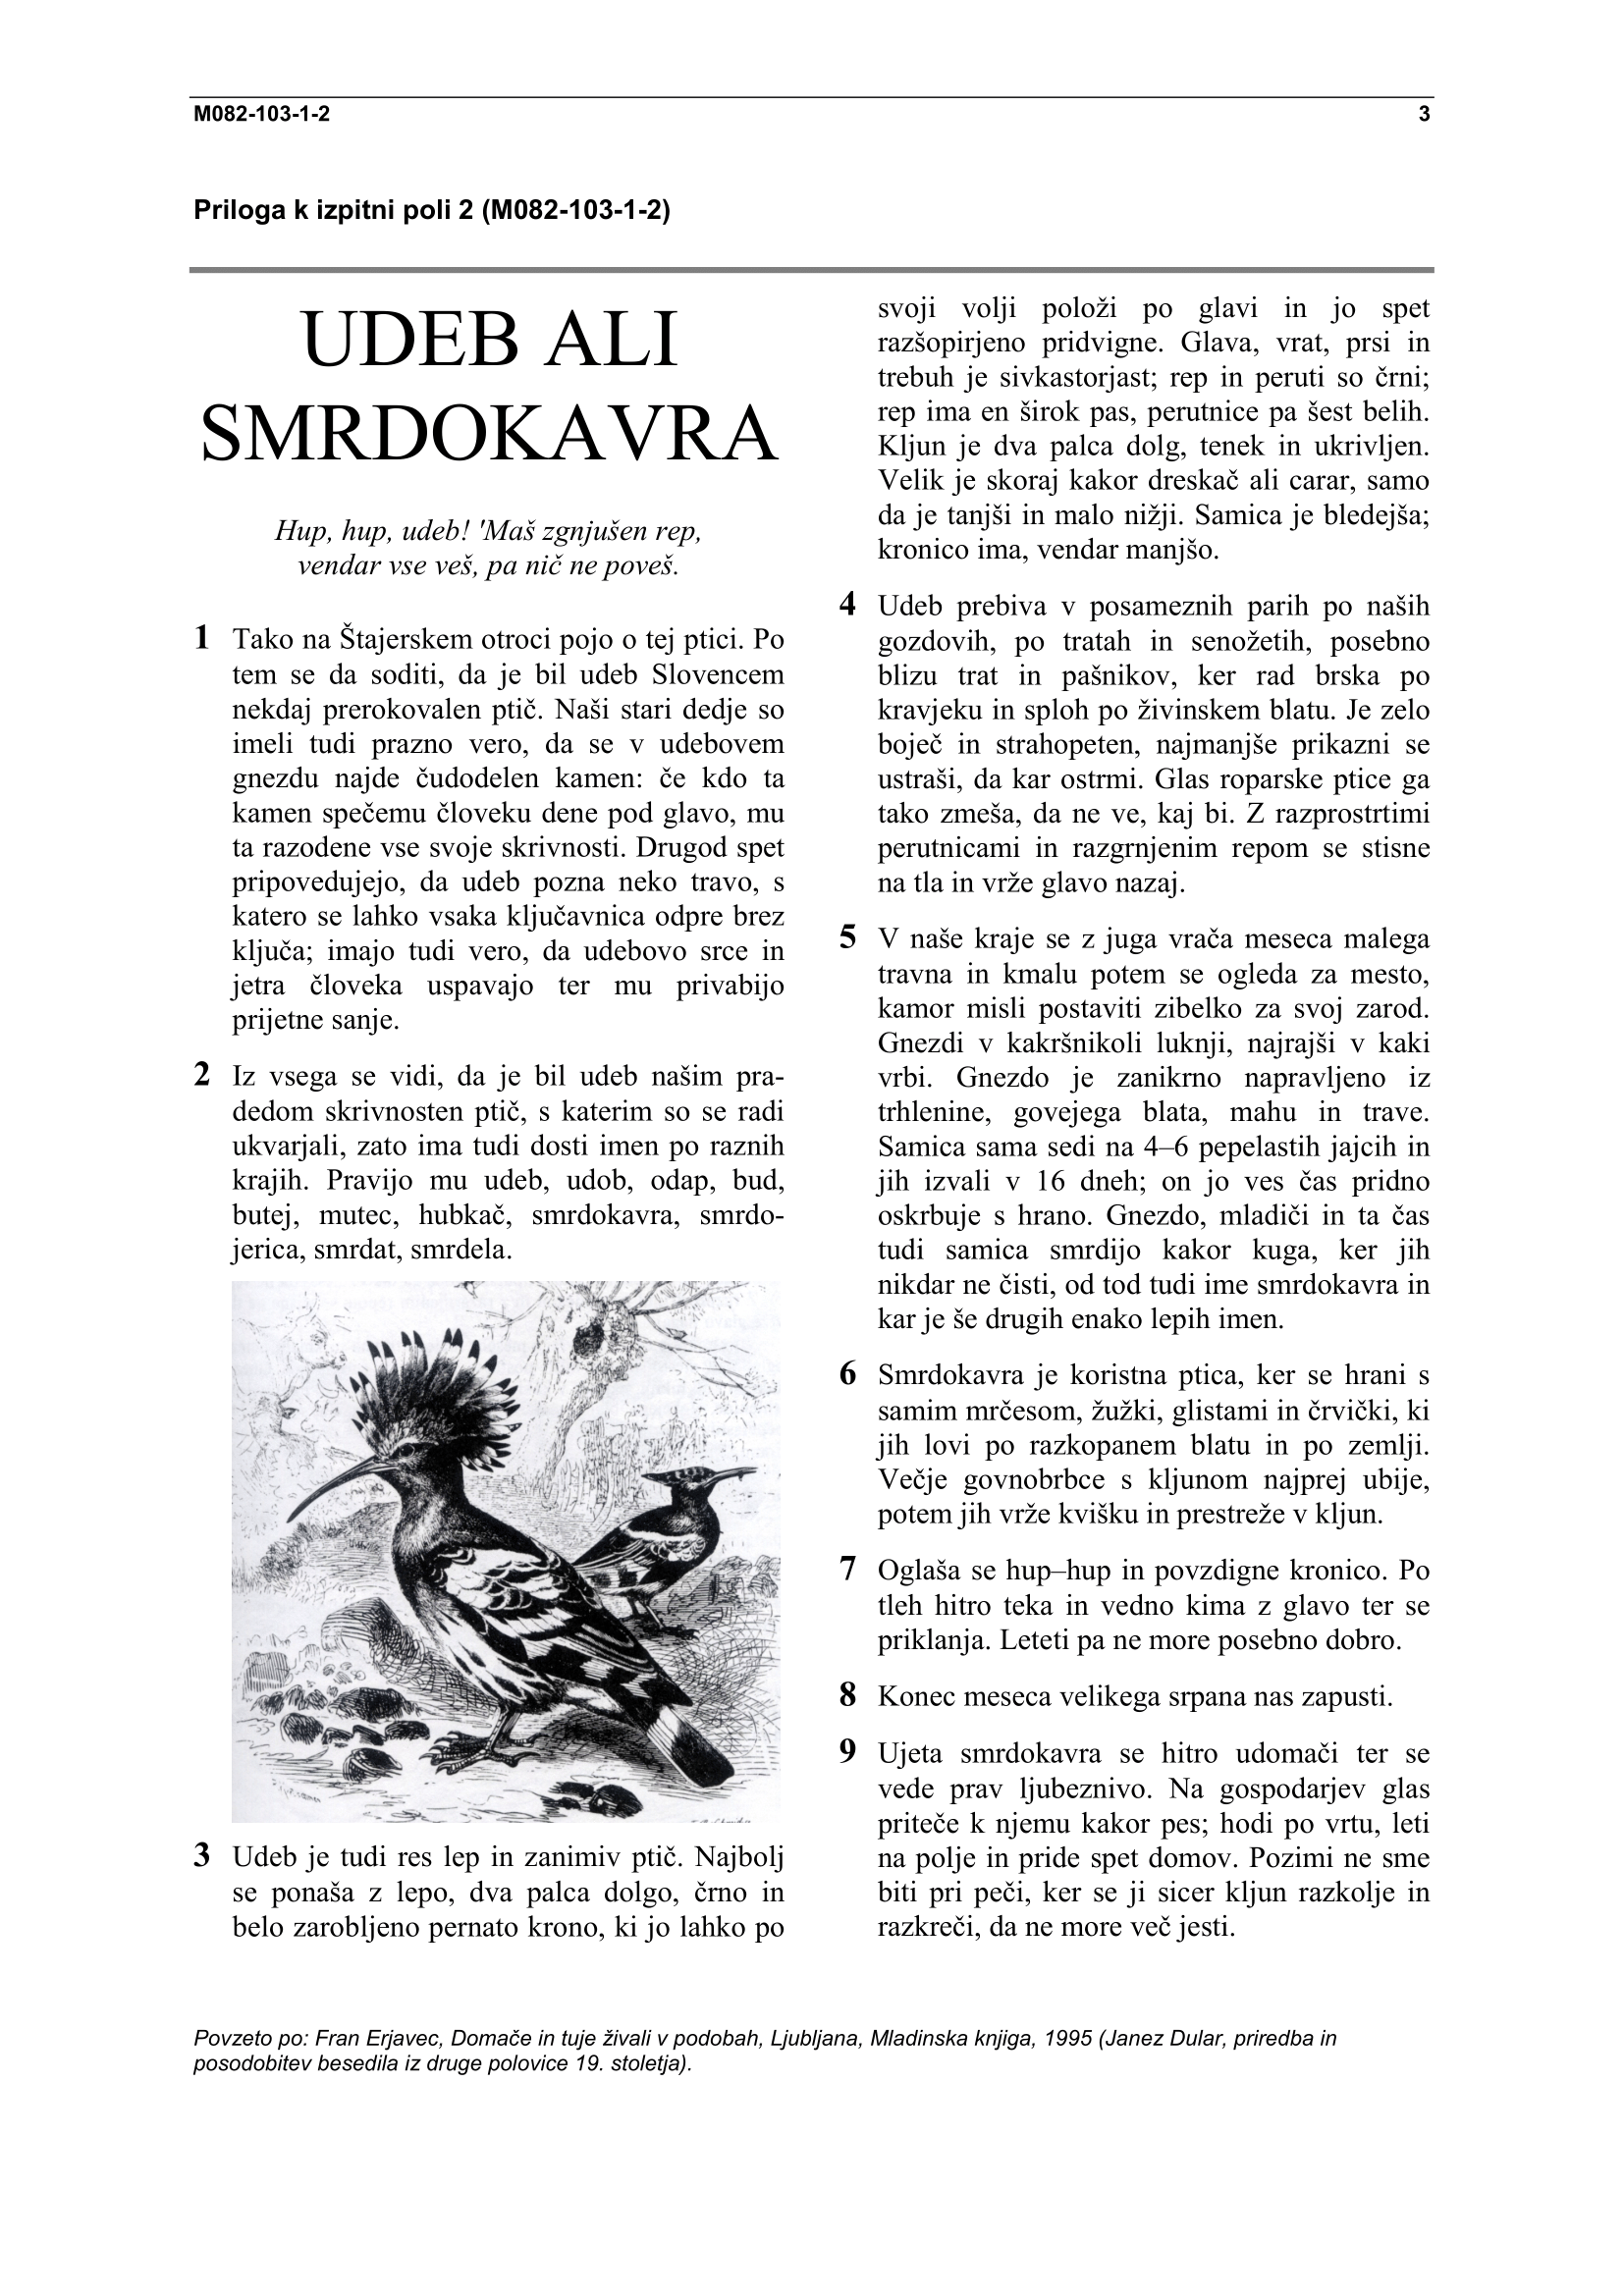 M082-103-1-2 3
Priloga k izpitni poli 2 (M082-103-1-2)
UDEB ALI
SMRDOKAVRA
Hup, hup, udeb! 'Maš zgnjušen rep,
vendar vse veš, pa nič ne poveš.
1 Tako na Štajerskem otroci pojo o tej ptici. Po
tem se da soditi, da je bil udeb Slovencem
nekdaj prerokovalen ptič. Naši stari dedje so
imeli tudi prazno vero, da se v udebovem
gnezdu najde čudodelen kamen: če kdo ta
kamen spečemu človeku dene pod glavo, mu
ta razodene vse svoje skrivnosti. Drugod spet
pripovedujejo, da udeb pozna neko travo, s
katero se lahko vsaka ključavnica odpre brez
ključa; imajo tudi vero, da udebovo srce in
jetra človeka uspavajo ter mu privabijo
prijetne sanje.
2 Iz vsega se vidi, da je bil udeb našim pra-
dedom skrivnosten ptič, s katerim so se radi
ukvarjali, zato ima tudi dosti imen po raznih
krajih. Pravijo mu udeb, udob, odap, bud,
butej, mutec, hubkač, smrdokavra, smrdo-
jerica, smrdat, smrdela.
3 Udeb je tudi res lep in zanimiv ptič. Najbolj
se ponaša z lepo, dva palca dolgo, črno in
belo zarobljeno pernato krono, ki jo lahko po
svoji volji položi po glavi in jo spet
razšopirjeno pridvigne. Glava, vrat, prsi in
trebuh je sivkastorjast; rep in peruti so črni;
rep ima en širok pas, perutnice pa šest belih.
Kljun je dva palca dolg, tenek in ukrivljen.
Velik je skoraj kakor dreskač ali carar, samo
da je tanjši in malo nižji. Samica je bledejša;
kronico ima, vendar manjšo.
4 Udeb prebiva v posameznih parih po naših
gozdovih, po tratah in senožetih, posebno
blizu trat in pašnikov, ker rad brska po
kravjeku in sploh po živinskem blatu. Je zelo
boječ in strahopeten, najmanjše prikazni se
ustraši, da kar ostrmi. Glas roparske ptice ga
tako zmeša, da ne ve, kaj bi. Z razprostrtimi
perutnicami in razgrnjenim repom se stisne
na tla in vrže glavo nazaj.
5 V naše kraje se z juga vrača meseca malega
travna in kmalu potem se ogleda za mesto,
kamor misli postaviti zibelko za svoj zarod.
Gnezdi v kakršnikoli luknji, najrajši v kaki
vrbi. Gnezdo je zanikrno napravljeno iz
trhlenine, govejega blata, mahu in trave.
Samica sama sedi na 4–6 pepelastih jajcih in
jih izvali v 16 dneh; on jo ves čas pridno
oskrbuje s hrano. Gnezdo, mladiči in ta čas
tudi samica smrdijo kakor kuga, ker jih
nikdar ne čisti, od tod tudi ime smrdokavra in
kar je še drugih enako lepih imen.
6 Smrdokavra je koristna ptica, ker se hrani s
samim mrčesom, žužki, glistami in črvički, ki
jih lovi po razkopanem blatu in po zemlji.
Večje govnobrbce s kljunom najprej ubije,
potem jih vrže kvišku in prestreže v kljun.
7 Oglaša se hup–hup in povzdigne kronico. Po
tleh hitro teka in vedno kima z glavo ter se
priklanja. Leteti pa ne more posebno dobro.
8 Konec meseca velikega srpana nas zapusti.
9 Ujeta smrdokavra se hitro udomači ter se
vede prav ljubeznivo. Na gospodarjev glas
priteče k njemu kakor pes; hodi po vrtu, leti
na polje in pride spet domov. Pozimi ne sme
biti pri peči, ker se ji sicer kljun razkolje in
razkreči, da ne more več jesti.
Povzeto po: Fran Erjavec, Domače in tuje živali v podobah, Ljubljana, Mladinska knjiga, 1995 (Janez Dular, priredba in
posodobitev besedila iz druge polovice 19. stoletja).